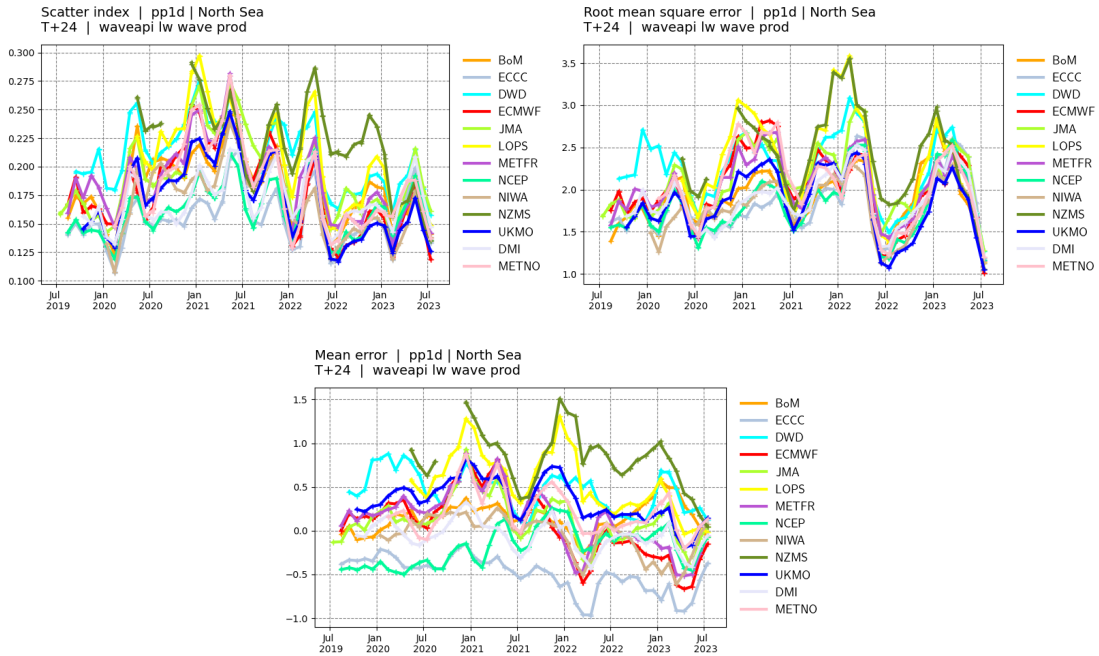 Scatter index | pp1d | North Sea
T+24 | waveapi lw wave prod
0.300
0.275
0.250
0.225
0.200
0.175
0.150
0.125
0.100
Jul Jan Jul Jan Jul Jan Jul Jan Jul
2019 2020 2020 2021 2021 2022 2022 2023 2023
BoM
ECCC
DWD
ECMWF
JMA
LOPS
METFR
NCEP
NIWA
NZMS
UKMO
DMI
METNO
Root mean square error | pp1d | North Sea
T+24 | waveapi lw wave prod
3.5
3.0
2.5
2.0
1.5
1.0
Jul Jan Jul Jan Jul Jan Jul Jan Jul
2019 2020 2020 2021 2021 2022 2022 2023 2023
BoM
ECCC
DWD
ECMWF
JMA
LOPS
METFR
NCEP
NIWA
NZMS
UKMO
DMI
METNO
Mean error | pp1d | North Sea
T+24 | waveapi lw wave prod
1.5
1.0
0.5
0.0
−0.5
−1.0
Jul Jan Jul Jan Jul Jan Jul Jan Jul
2019 2020 2020 2021 2021 2022 2022 2023 2023
BoM
ECCC
DWD
ECMWF
JMA
LOPS
METFR
NCEP
NIWA
NZMS
UKMO
DMI
METNO